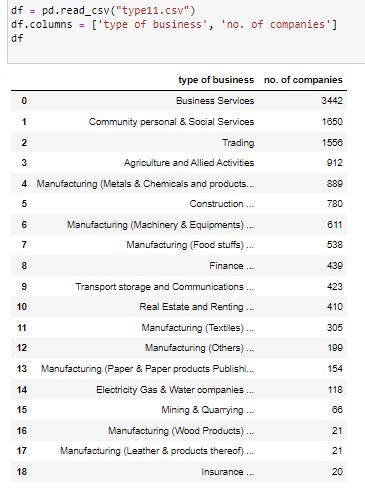 df = pd.read_csv("type11.csv")
df.columns = ['type of business', 'no. of companies']
df
type of business no. of companies
0 Business Services 3442
1 Community personal & Social Services 1650
2 Trading 1556
3 Agriculture and Allied Activities 912
4 Manufacturing (Metals & Chemicals and products... 889
5 Construction ... 780
6 Manufacturing (Machinery & Equipments) ... 611
7 Manufacturing (Food stuffs) ... 538
8 Finance ... 439
9 Transport storage and Communications ... 423
10 Real Estate and Renting ... 410
11 Manufacturing (Textiles) ... 305
12 Manufacturing (Others) ... 199
13 Manufacturing (Paper & Paper products Publishi... 154
14 Electricity Gas & Water companies ... 118
15 Mining & Quarrying ... 66
16 Manufacturing (Wood Products) ... 21
17 Manufacturing (Leather & products thereof) ... 21
18 Insurance ... 20